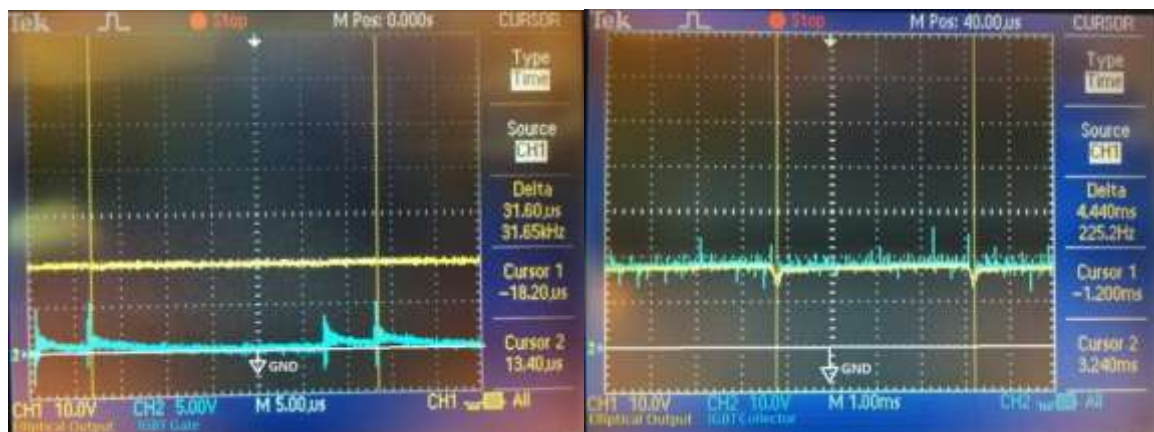 Tek Stop M Pos: 0.000s CURSOR
Type
Time
Source
CH1
Delta
31.60µs
31.65kHz
Cursor 1
-18.20µs
Cursor 2
13.40µs
2
GND
CH1 10.0V CH2 5.00V M 5.00µs CH1 All
Elliptical Output IGBT Gate
Tek Stop M Pos: 40.00µs CURSOR
Type
Time
Source
CH1
Delta
4.440ms
225.2Hz
Cursor 1
-1.200ms
Cursor 2
3.240ms
2
GND
CH1 10.0V CH2 10.0V M 1.00ms CH2 All
Elliptical Output IGBT Collector